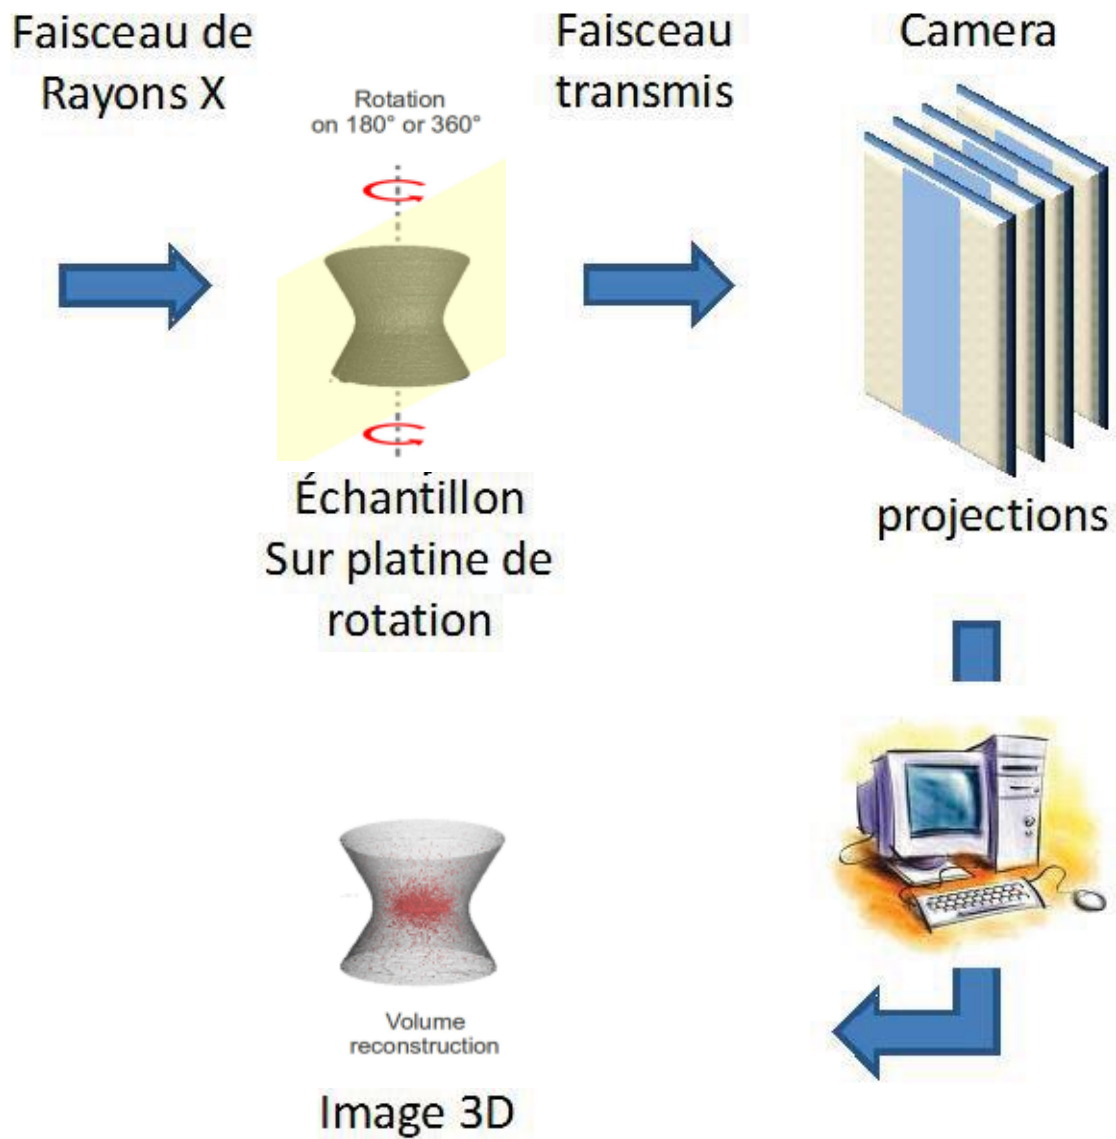 Faisceau de
Rayons X
Rotation
on 180° or 360°
Faisceau
transmis
Camera
Échantillon
Sur platine de
rotation
projections
Volume
reconstruction
Image 3D